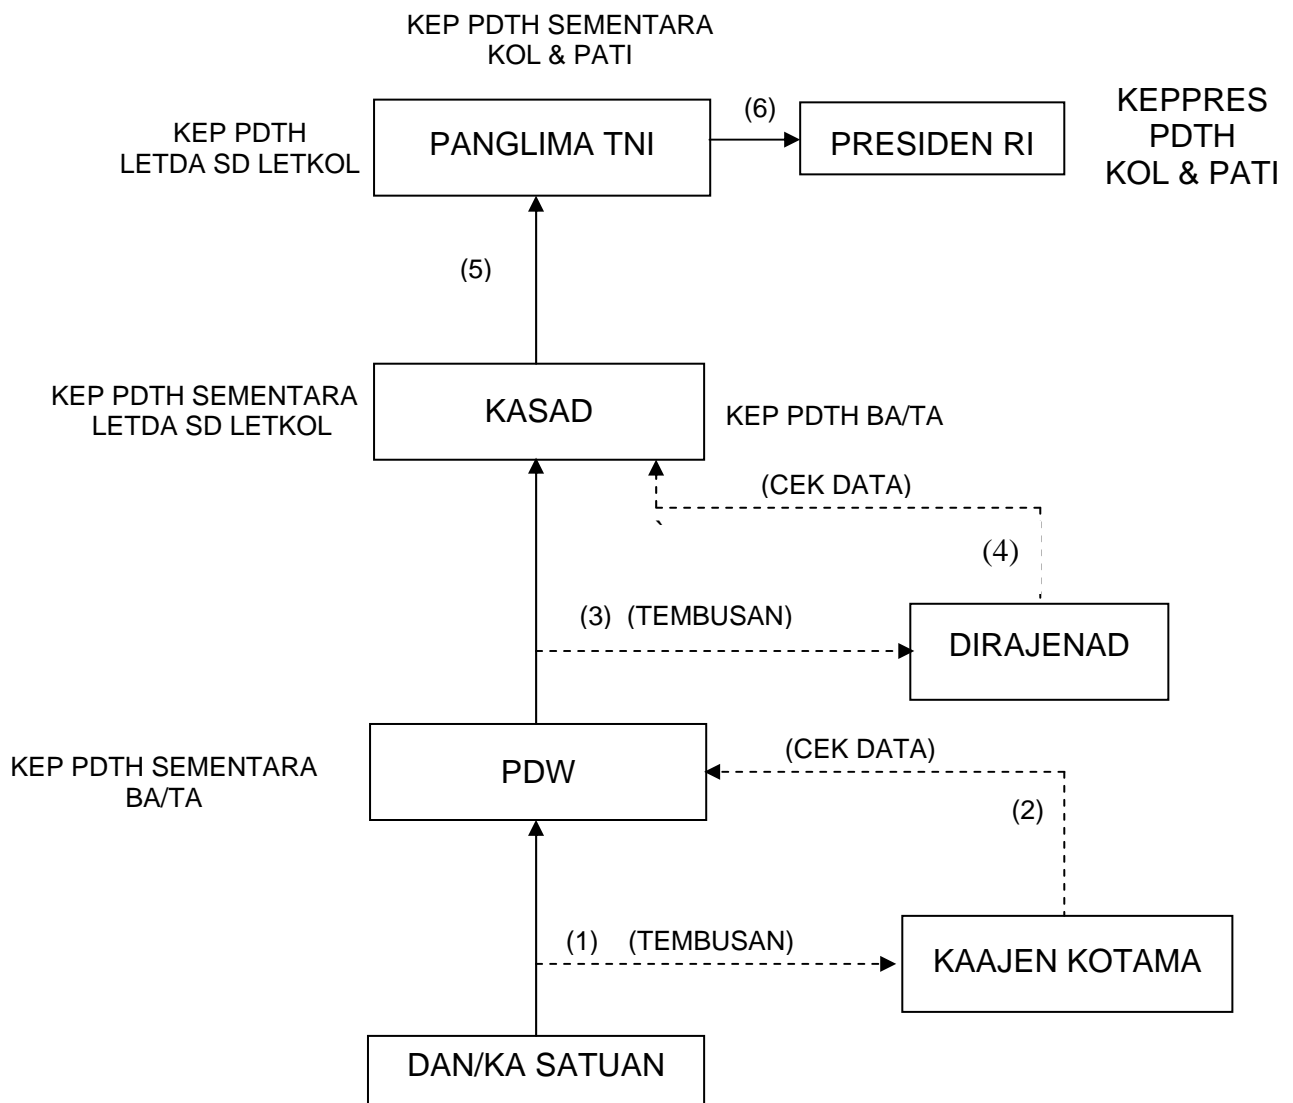 KEP PDTH SEMENTARA
KOL & PATI
KEP PDTH
LETDA SD LETKOL
PANGLIMA TNI
(6)
PRESIDEN RI
KEPPRES
PDTH
KOL & PATI
(5)
KEP PDTH SEMENTARA
LETDA SD LETKOL
KASAD
KEP PDTH BA/TA
(CEK DATA)
`
(4)
(3) (TEMBUSAN)
DIRAJENAD
KEP PDTH SEMENTARA
BA/TA
PDW
(CEK DATA)
(2)
(1) (TEMBUSAN)
KAAJEN KOTAMA
DAN/KA SATUAN